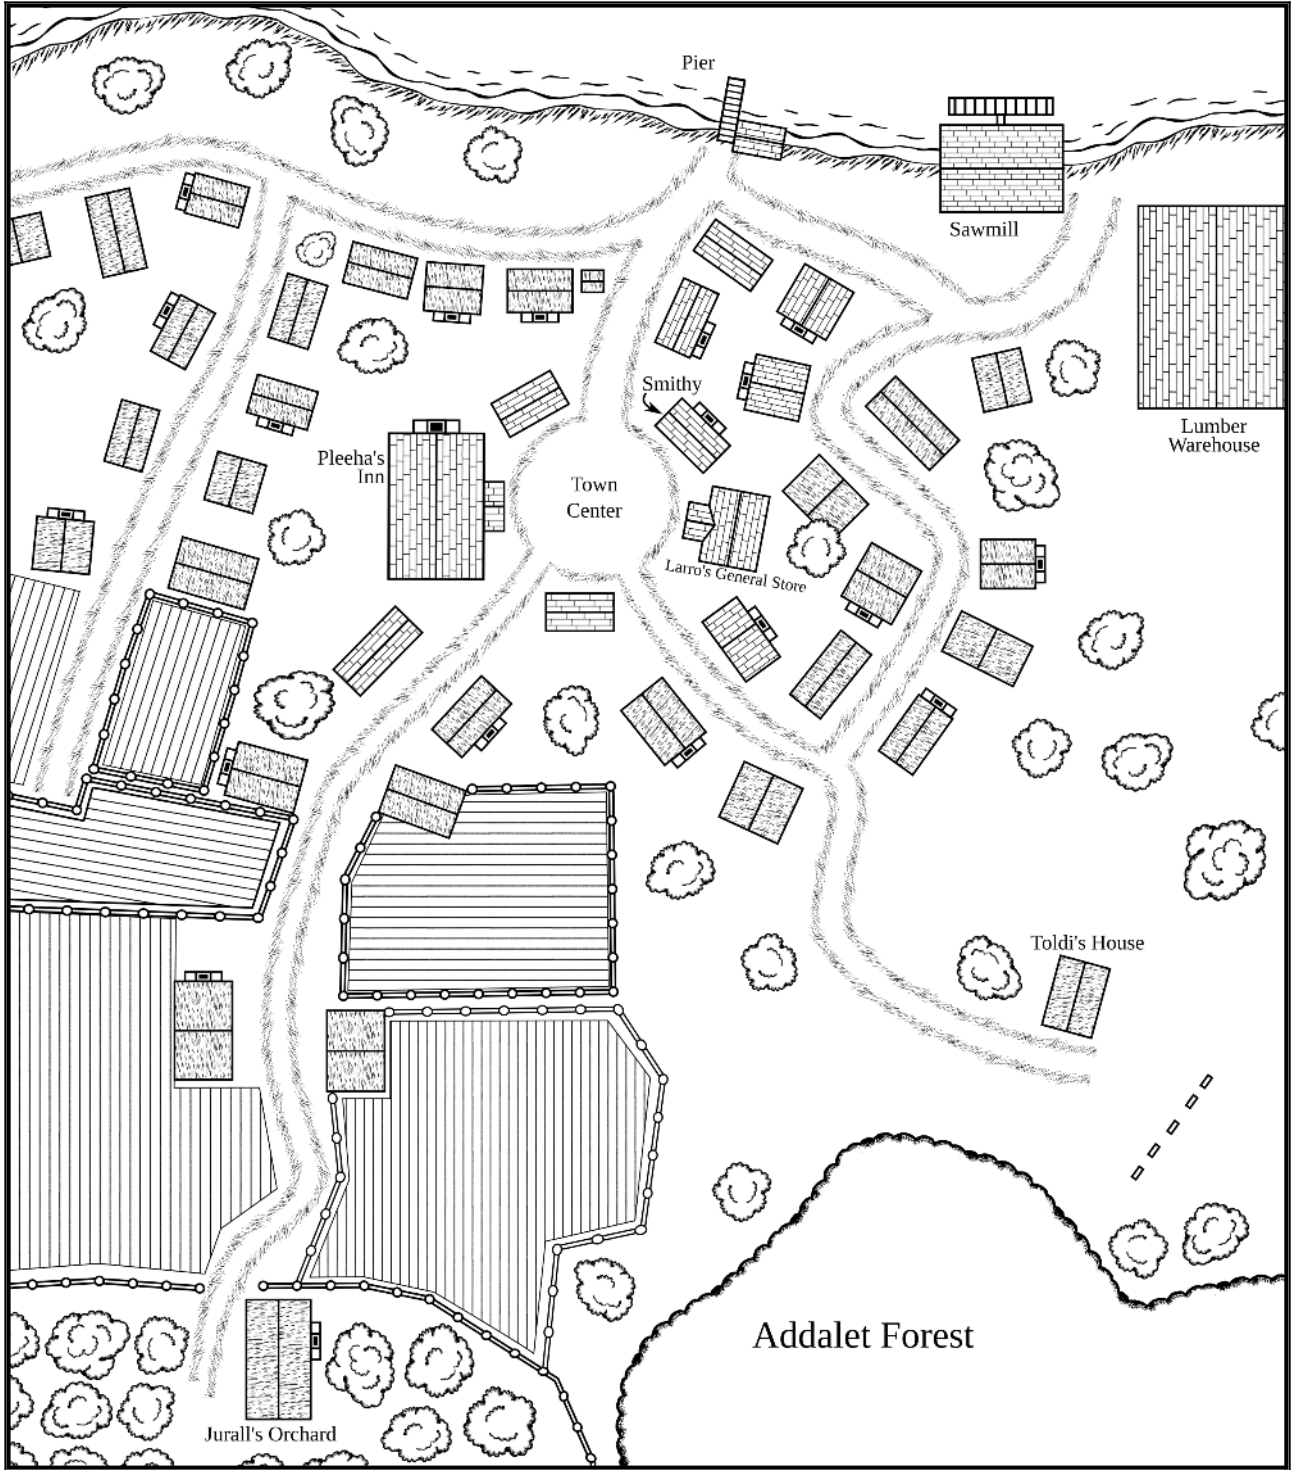 Pier
Sawmill
Smithy
Lumber
Warehouse
Pleeha's
Inn
Town
Center
Larro's General Store
Toldi's House
Addalet Forest
Jurall's Orchard